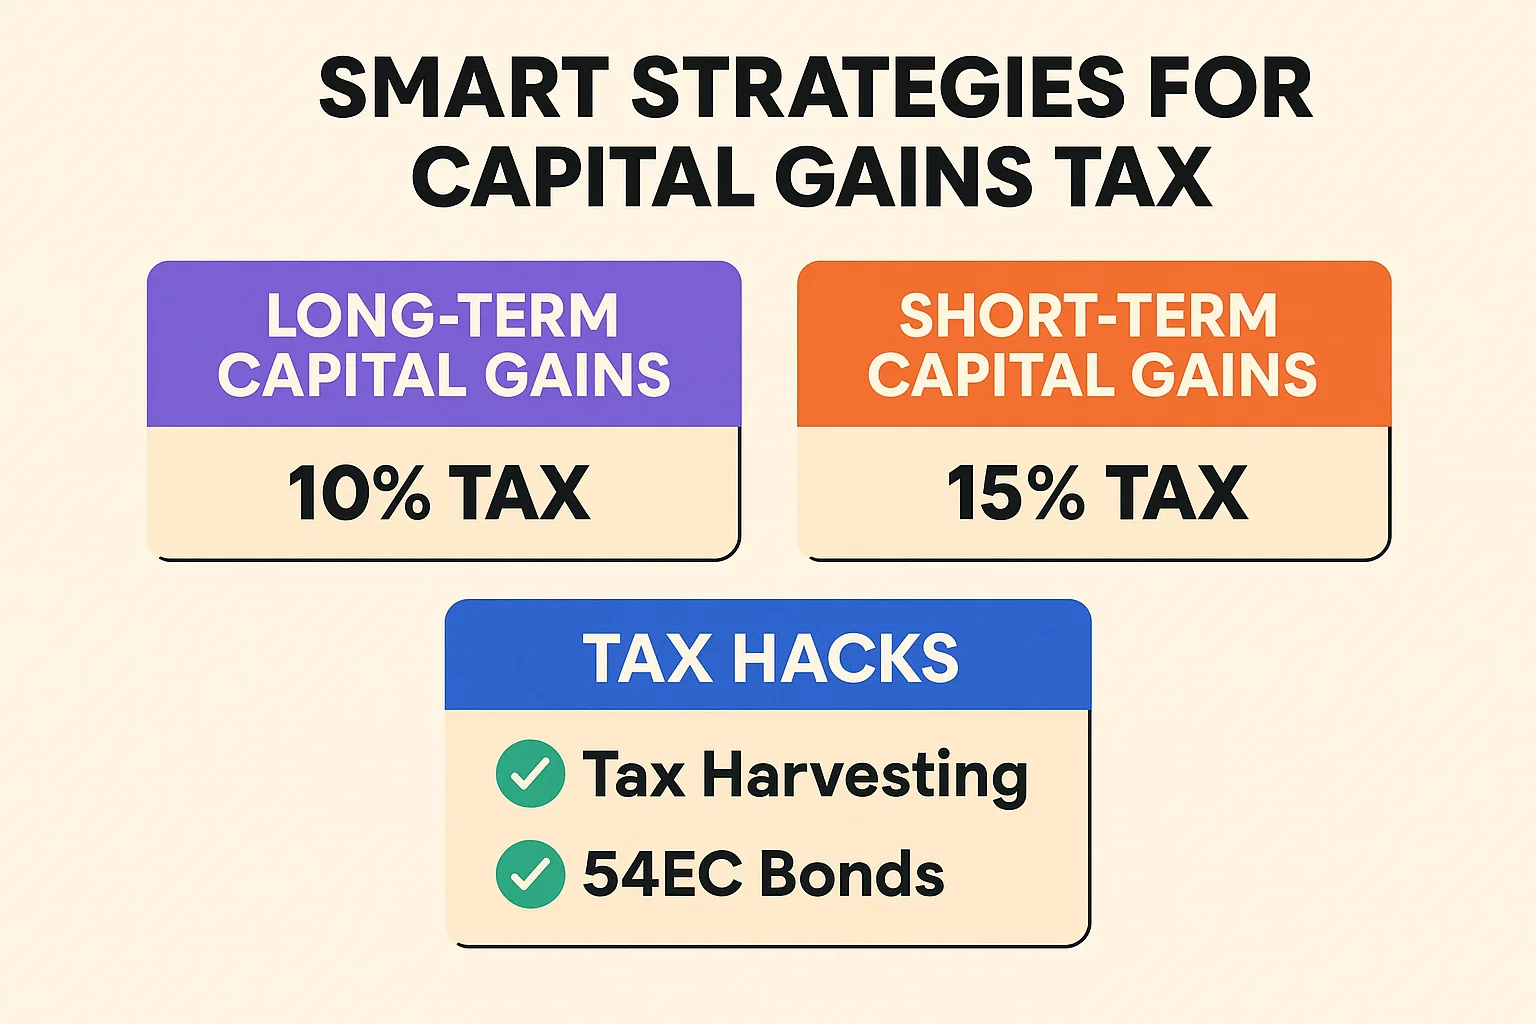 SMART STRATEGIES FOR
CAPITAL GAINS TAX
LONG-TERM
CAPITAL GAINS
10% TAX
SHORT-TERM
CAPITAL GAINS
15% TAX
TAX HACKS
Tax Harvesting
54EC Bonds